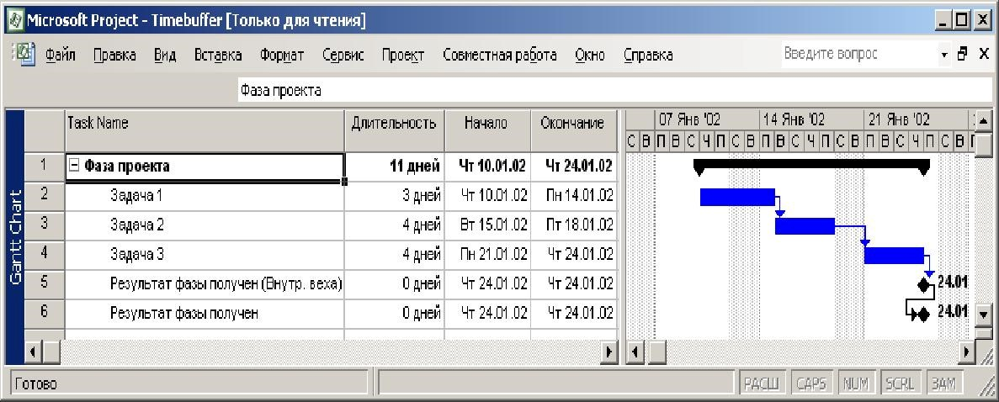 Microsoft Project - Timebuffer [Только для чтения]
Файл Правка Вид Вставка Формат Сервис Проект Совместная работа Окно Справка Введите вопрос
Фаза проекта
Task Name Длительность Начало Окончание 07 Янв '02 14 Янв '02 21 Янв '02
С В П В С Ч П С В П В С Ч П С В П В С Ч П С В
1 Фаза проекта 11 дней Чт 10.01.02 Чт 24.01.02
2 Задача 1 3 дней Чт 10.01.02 Пн 14.01.02
3 Задача 2 4 дней Вт 15.01.02 Пт 18.01.02
4 Задача 3 4 дней Пн 21.01.02 Чт 24.01.02
5 Результат фазы получен (Внутр. веха) 0 дней Чт 24.01.02 Чт 24.01.02 24.01
6 Результат фазы получен 0 дней Чт 24.01.02 Чт 24.01.02 24.01
Gantt Chart
Готово РАСШ CAPS NUM SCRL ЗАМ